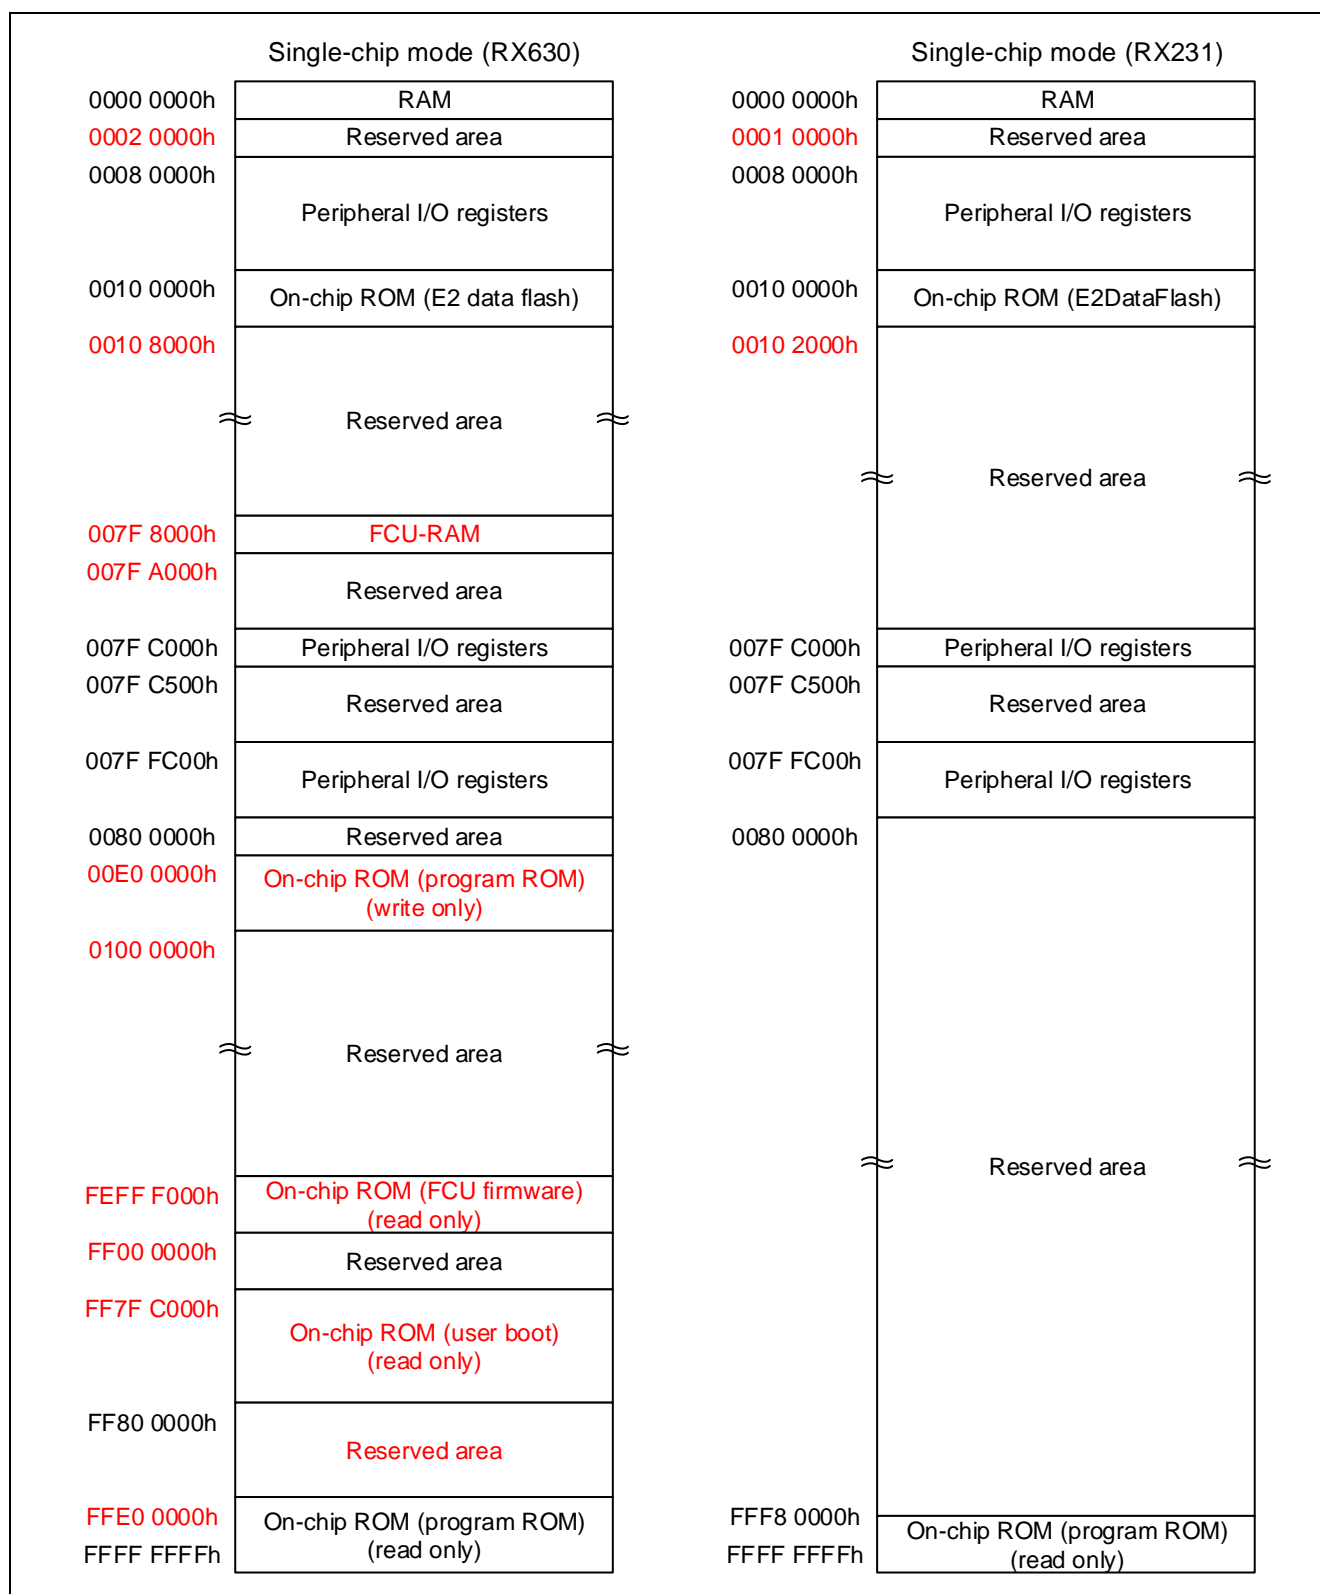 Single-chip mode (RX630)
0000 0000h
RAM
0002 0000h
Reserved area
0008 0000h
Peripheral I/O registers
0010 0000h
On-chip ROM (E2 data flash)
0010 8000h
Reserved area
007F 8000h
FCU-RAM
007F A000h
Reserved area
007F C000h
Peripheral I/O registers
007F C500h
Reserved area
007F FC00h
Peripheral I/O registers
0080 0000h
Reserved area
00E0 0000h
On-chip ROM (program ROM)
(write only)
0100 0000h
Reserved area
FEFF F000h
On-chip ROM (FCU firmware)
(read only)
FF00 0000h
Reserved area
FF7F C000h
On-chip ROM (user boot)
(read only)
FF80 0000h
Reserved area
FFE0 0000h
On-chip ROM (program ROM)
(read only)
FFFF FFFFh
Single-chip mode (RX231)
0000 0000h
RAM
0001 0000h
Reserved area
0008 0000h
Peripheral I/O registers
0010 0000h
On-chip ROM (E2DataFlash)
0010 2000h
Reserved area
007F C000h
Peripheral I/O registers
007F C500h
Reserved area
007F FC00h
Peripheral I/O registers
0080 0000h
Reserved area
FFF8 0000h
On-chip ROM (program ROM)
(read only)
FFFF FFFFh